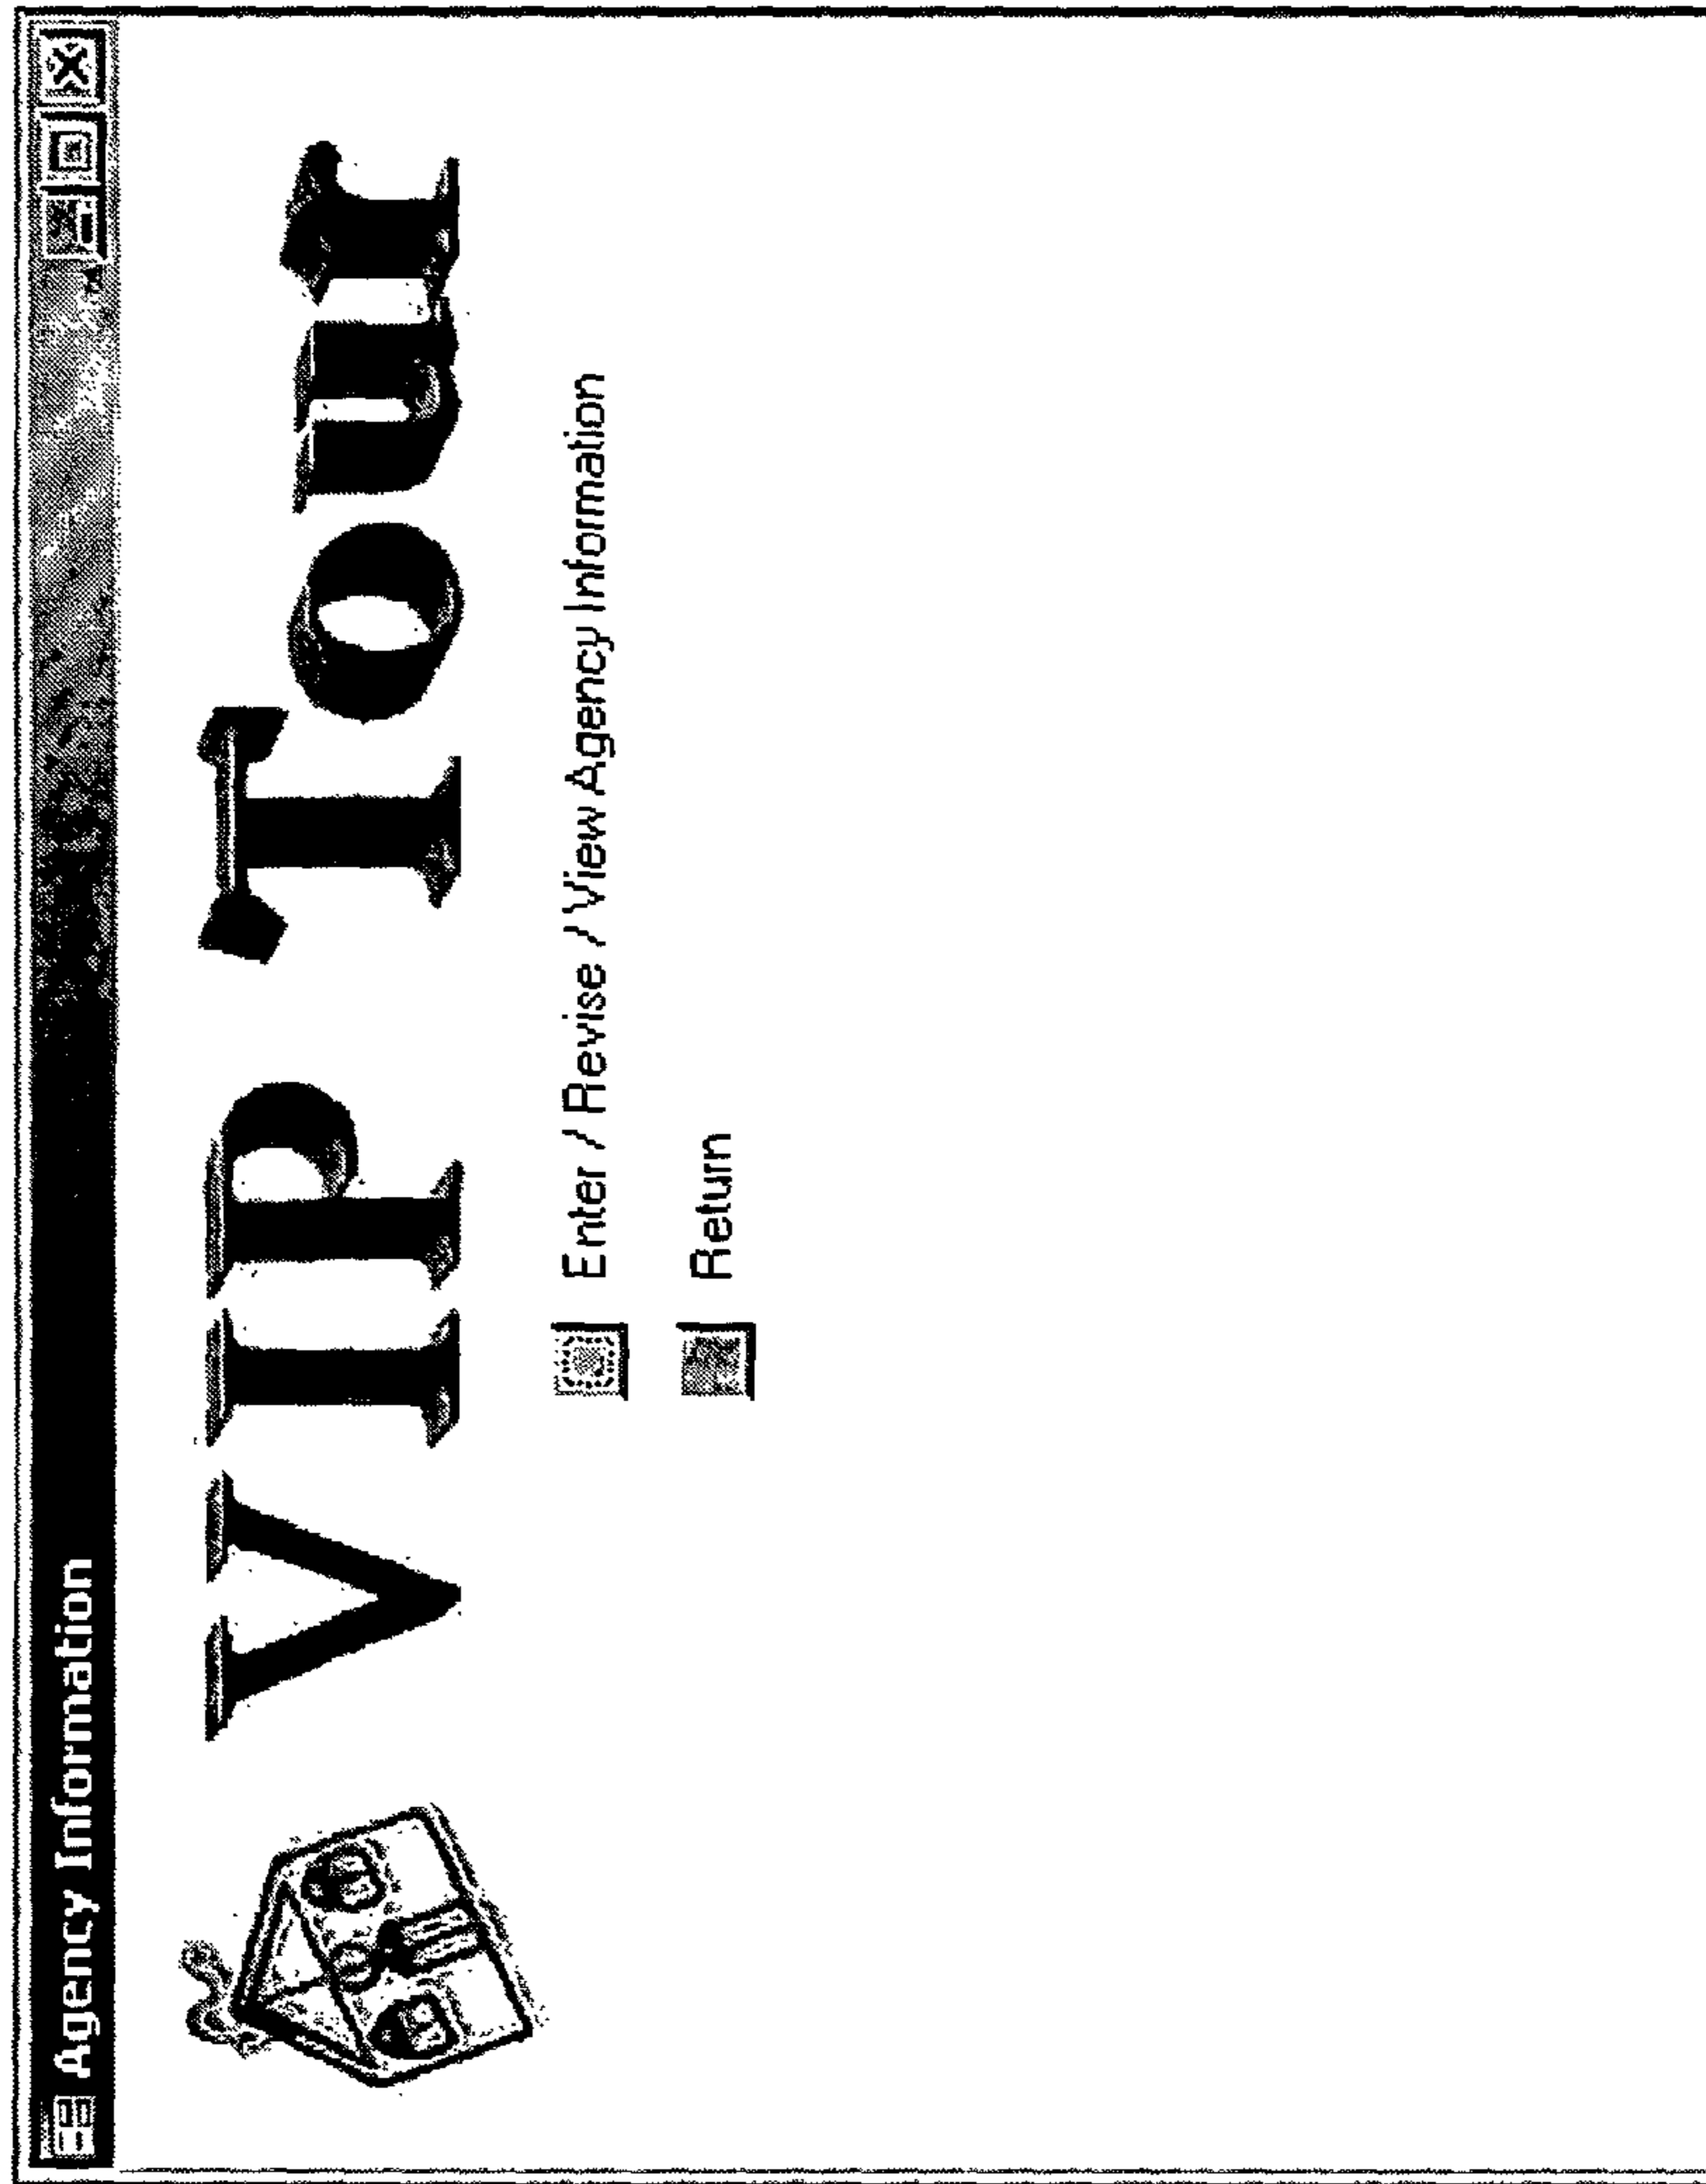 Agency Information
VIP Tour
Enter / Revise / View Agency Information
Return